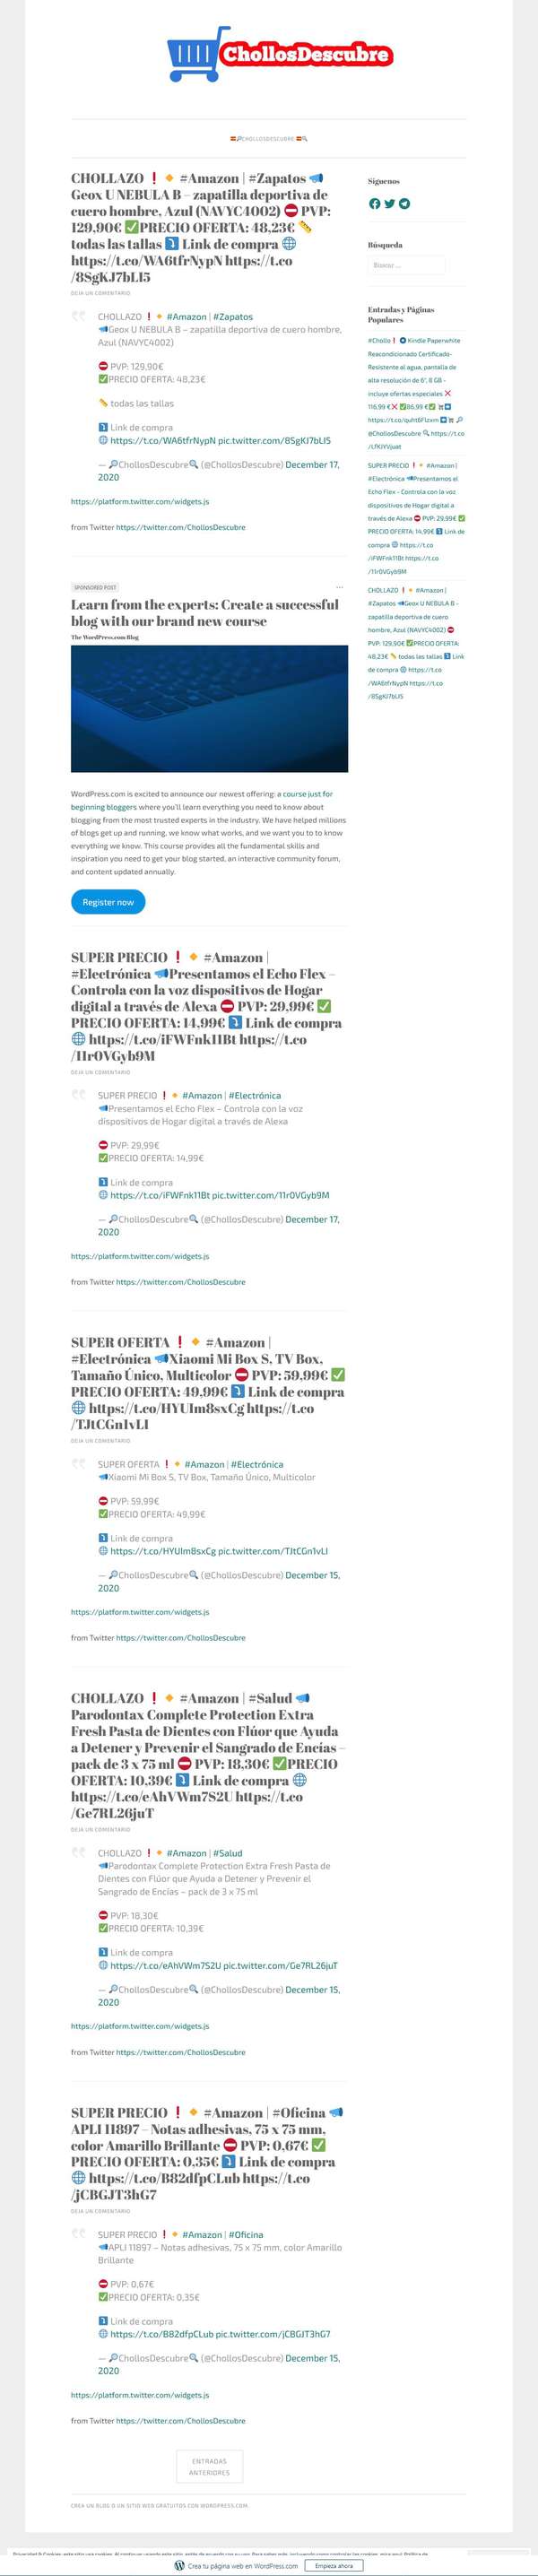 ChollosDescubre
CHOLLOSDESCUBRE
CHOLLAZO ❗ 🔸 #Amazon | #Zapatos 📣
Geox U NEBULA B – zapatilla deportiva de
cuero hombre, Azul (NAVYC4002) ⛔ PVP:
129,90€ ✅PRECIO OFERTA: 48,23€ 📏
todas las tallas ⤵ Link de compra 🌐
https://t.co/WA6tfrNypN https://t.co
/8SgKJ7bLI5
DEJA UN COMENTARIO
CHOLLAZO ❗ 🔸 #Amazon | #Zapatos
📣Geox U NEBULA B – zapatilla deportiva de cuero hombre,
Azul (NAVYC4002)
⛔ PVP: 129,90€
✅PRECIO OFERTA: 48,23€
📏 todas las tallas
⤵ Link de compra
🌐 https://t.co/WA6tfrNypN pic.twitter.com/8SgKJ7bLI5
— 🔎ChollosDescubre🔍 (@ChollosDescubre) December 17,
2020
https://platform.twitter.com/widgets.js
from Twitter https://twitter.com/ChollosDescubre
SPONSORED POST
Learn from the experts: Create a successful
blog with our brand new course
The WordPress.com Blog
WordPress.com is excited to announce our newest offering: a course just for
beginning bloggers where you'll learn everything you need to know about
blogging from the most trusted experts in the industry. We have helped millions
of blogs get up and running, we know what works, and we want you to to know
everything we know. This course provides all the fundamental skills and
inspiration you need to get your blog started, an interactive community forum,
and content updated annually.
Register now
SUPER PRECIO ❗ 🔸 #Amazon |
#Electrónica 📣Presentamos el Echo Flex –
Controla con la voz dispositivos de Hogar
digital a través de Alexa ⛔ PVP: 29,99€ ✅
PRECIO OFERTA: 14,99€ ⤵ Link de compra
🌐 https://t.co/iFWFnk11Bt https://t.co
/11r0VGyb9M
DEJA UN COMENTARIO
SUPER PRECIO ❗ 🔸 #Amazon | #Electrónica
📣Presentamos el Echo Flex – Controla con la voz
dispositivos de Hogar digital a través de Alexa
⛔ PVP: 29,99€
✅PRECIO OFERTA: 14,99€
⤵ Link de compra
🌐 https://t.co/iFWFnk11Bt pic.twitter.com/11r0VGyb9M
— 🔎ChollosDescubre🔍 (@ChollosDescubre) December 17,
2020
https://platform.twitter.com/widgets.js
from Twitter https://twitter.com/ChollosDescubre
SUPER OFERTA ❗ 🔸 #Amazon |
#Electrónica 📣Xiaomi Mi Box S, TV Box,
Tamaño Único, Multicolor ⛔ PVP: 59,99€ ✅
PRECIO OFERTA: 49,99€ ⤵ Link de compra
🌐 https://t.co/HYUIm8sxCg https://t.co
/TJtCGn1vLI
DEJA UN COMENTARIO
SUPER OFERTA ❗ 🔸 #Amazon | #Electrónica
📣Xiaomi Mi Box S, TV Box, Tamaño Único, Multicolor
⛔ PVP: 59,99€
✅PRECIO OFERTA: 49,99€
⤵ Link de compra
🌐 https://t.co/HYUIm8sxCg pic.twitter.com/TJtCGn1vLI
— 🔎ChollosDescubre🔍 (@ChollosDescubre) December 15,
2020
https://platform.twitter.com/widgets.js
from Twitter https://twitter.com/ChollosDescubre
CHOLLAZO ❗ 🔸 #Amazon | #Salud 📣
Parodontax Complete Protection Extra
Fresh Pasta de Dientes con Flúor que Ayuda
a Detener y Prevenir el Sangrado de Encías –
pack de 3 x 75 ml ⛔ PVP: 18,30€ ✅PRECIO
OFERTA: 10,39€ ⤵ Link de compra 🌐
https://t.co/eAhVWm7S2U https://t.co
/Ge7RL26juT
DEJA UN COMENTARIO
CHOLLAZO ❗ 🔸 #Amazon | #Salud
📣Parodontax Complete Protection Extra Fresh Pasta de
Dientes con Flúor que Ayuda a Detener y Prevenir el
Sangrado de Encías – pack de 3 x 75 ml
⛔ PVP: 18,30€
✅PRECIO OFERTA: 10,39€
⤵ Link de compra
🌐 https://t.co/eAhVWm7S2U pic.twitter.com/Ge7RL26juT
— 🔎ChollosDescubre🔍 (@ChollosDescubre) December 15,
2020
https://platform.twitter.com/widgets.js
from Twitter https://twitter.com/ChollosDescubre
SUPER PRECIO ❗ 🔸 #Amazon | #Oficina 📣
APLI 11897 – Notas adhesivas, 75 x 75 mm,
color Amarillo Brillante ⛔ PVP: 0,67€ ✅
PRECIO OFERTA: 0,35€ ⤵ Link de compra
🌐 https://t.co/B82dfpCLub https://t.co
/jCBGJT3hG7
DEJA UN COMENTARIO
SUPER PRECIO ❗ 🔸 #Amazon | #Oficina
📣APLI 11897 – Notas adhesivas, 75 x 75 mm, color Amarillo
Brillante
⛔ PVP: 0,67€
✅PRECIO OFERTA: 0,35€
⤵ Link de compra
🌐 https://t.co/B82dfpCLub pic.twitter.com/jCBGJT3hG7
— 🔎ChollosDescubre🔍 (@ChollosDescubre) December 15,
2020
https://platform.twitter.com/widgets.js
from Twitter https://twitter.com/ChollosDescubre
ENTRADAS
ANTERIORES
Síguenos
Búsqueda
Buscar …
Entradas y Páginas
Populares
#Chollo❗ 🧿 Kindle Paperwhite
Reacondicionado Certificado-
Resistente al agua, pantalla de
alta resolución de 6", 8 GB -
incluye ofertas especiales ❌
116,99 €❌ ✅86,99 €✅ 🛒➡
https://t.co/quht6Flzxm ⬅🛒 🔎
@ChollosDescubre 🔍 https://t.co
/LfKJYVjuat
SUPER PRECIO ❗ 🔸 #Amazon |
#Electrónica 📣Presentamos el
Echo Flex - Controla con la voz
dispositivos de Hogar digital a
través de Alexa ⛔ PVP: 29,99€ ✅
PRECIO OFERTA: 14,99€ ⤵ Link de
compra 🌐 https://t.co
/iFWFnk11Bt https://t.co
/11r0VGyb9M
CHOLLAZO ❗ 🔸 #Amazon |
#Zapatos 📣Geox U NEBULA B -
zapatilla deportiva de cuero
hombre, Azul (NAVYC4002) ⛔
PVP: 129,90€ ✅PRECIO OFERTA:
48,23€ 📏 todas las tallas ⤵ Link
de compra 🌐 https://t.co
/WA6tfrNypN https://t.co
/8SgKJ7bLI5
CREA UN BLOG O UN SITIO WEB GRATUITOS CON WORDPRESS.COM.
Crea tu página web en WordPress.com
Empieza ahora